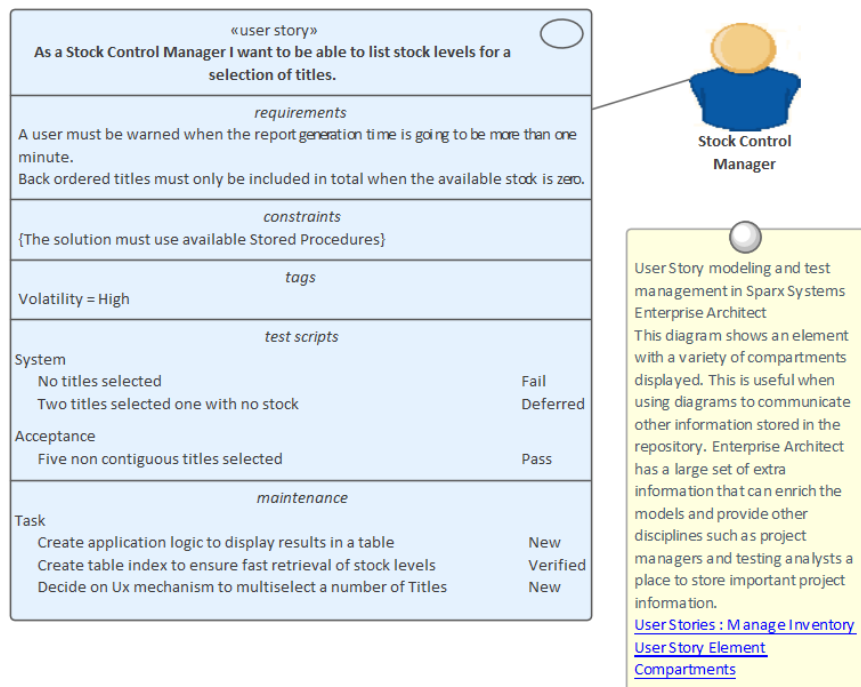 «user story»
As a Stock Control Manager I want to be able to list stock levels for a
selection of titles.
requirements
A user must be warned when the report generation time is going to be more than one
minute.
Back ordered titles must only be included in total when the available stock is zero.
constraints
{The solution must use available Stored Procedures}
tags
Volatility = High
test scripts
System
No titles selected Fail
Two titles selected one with no stock Deferred
Acceptance
Five non contiguous titles selected Pass
maintenance
Task
Create application logic to display results in a table New
Create table index to ensure fast retrieval of stock levels Verified
Decide on Ux mechanism to multiselect a number of Titles New
Stock Control
Manager
User Story modeling and test
management in Sparx Systems
Enterprise Architect
This diagram shows an element
with a variety of compartments
displayed. This is useful when
using diagrams to communicate
other information stored in the
repository. Enterprise Architect
has a large set of extra
information that can enrich the
models and provide other
disciplines such as project
managers and testing analysts a
place to store important project
information.
User Stories : Manage Inventory
User Story Element
Compartments